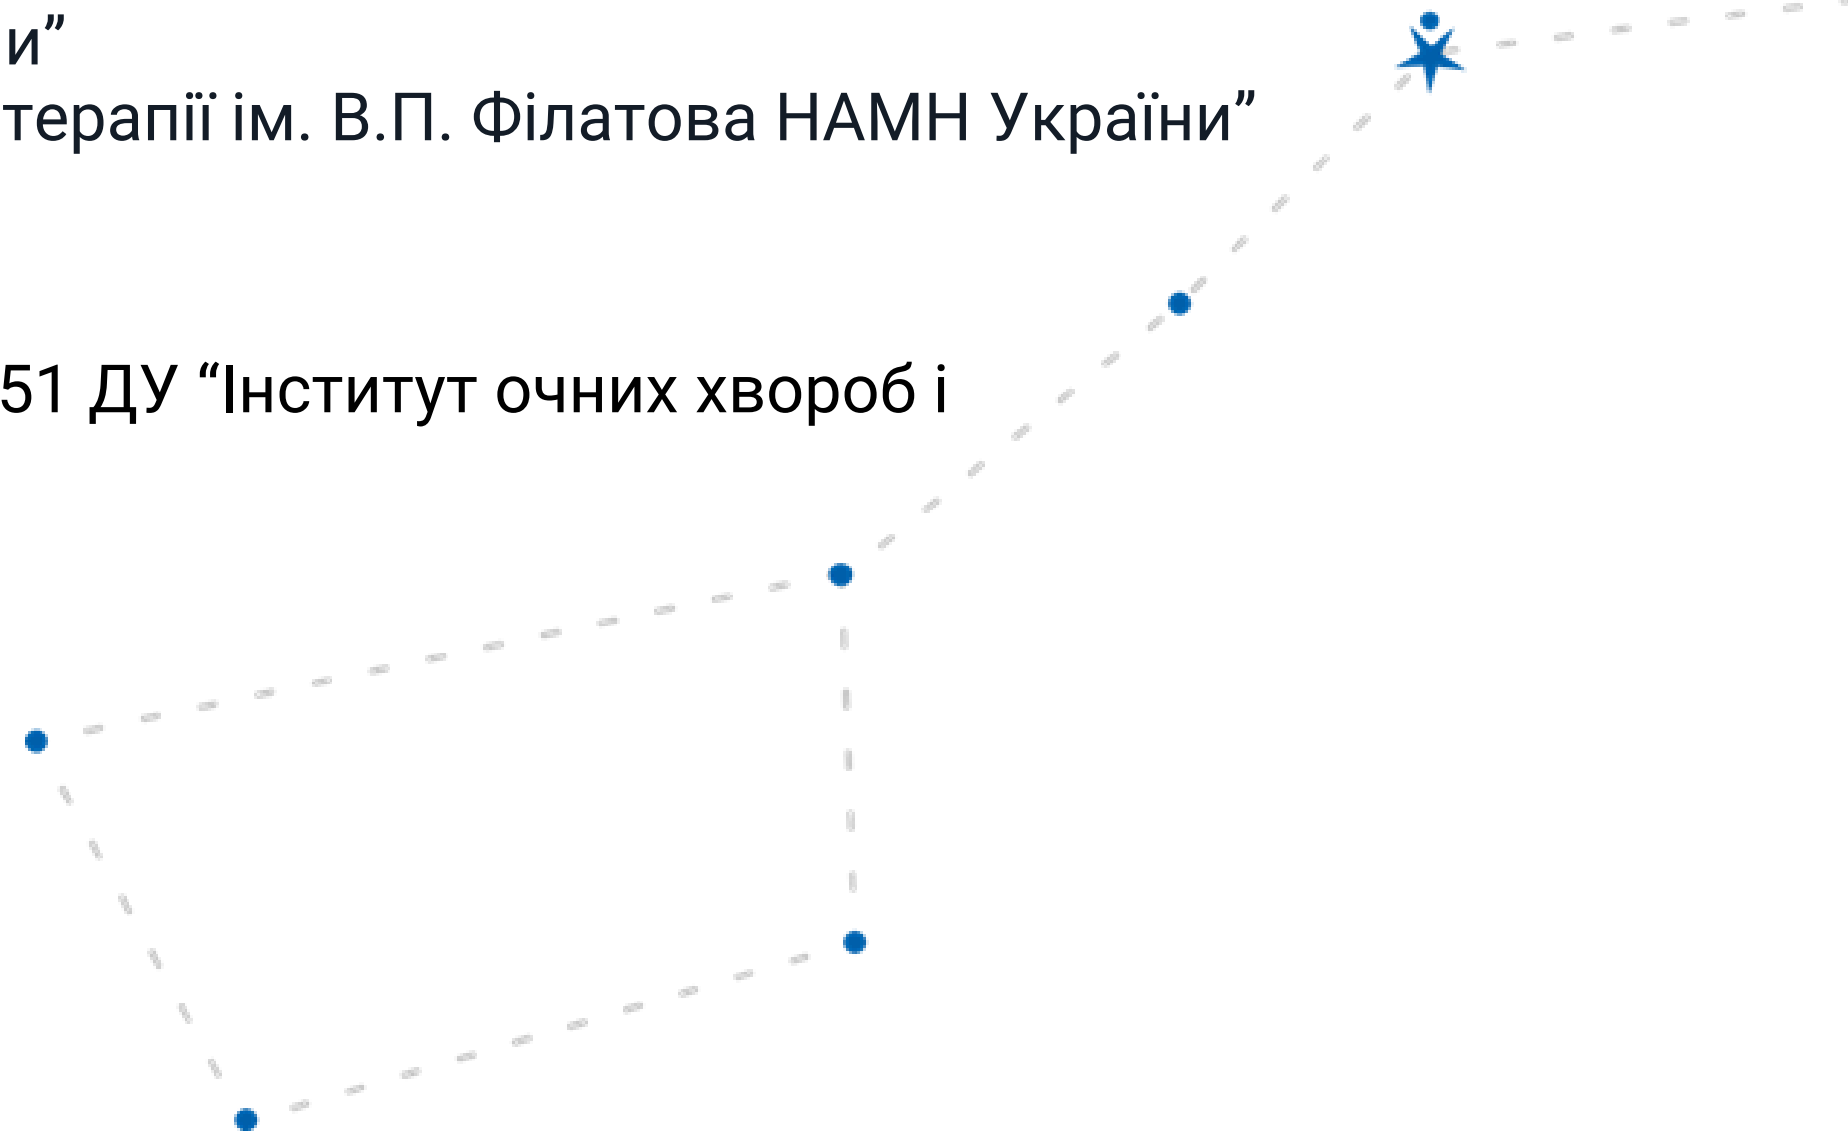 и”
терапії ім. В.П. Філатова НАМН України”
51 ДУ “Інститут очних хвороб і